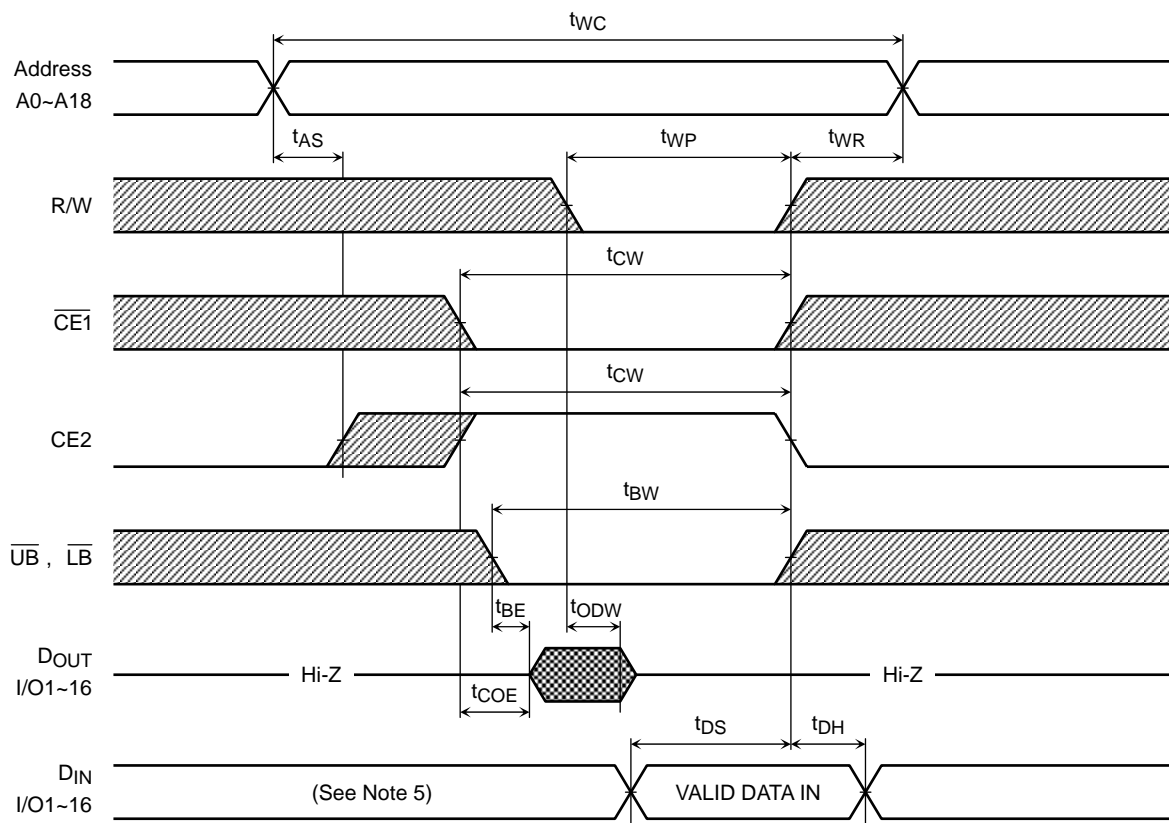 tWC
Address
A0~A18
tAS
tWP
tWR
R/W
tCW
CE1
tCW
CE2
tBW
UB , LB
tBE
tODW
DOUT
I/O1~16
Hi-Z
Hi-Z
tCOE
tDS
tDH
DIN
I/O1~16
(See Note 5)
VALID DATA IN